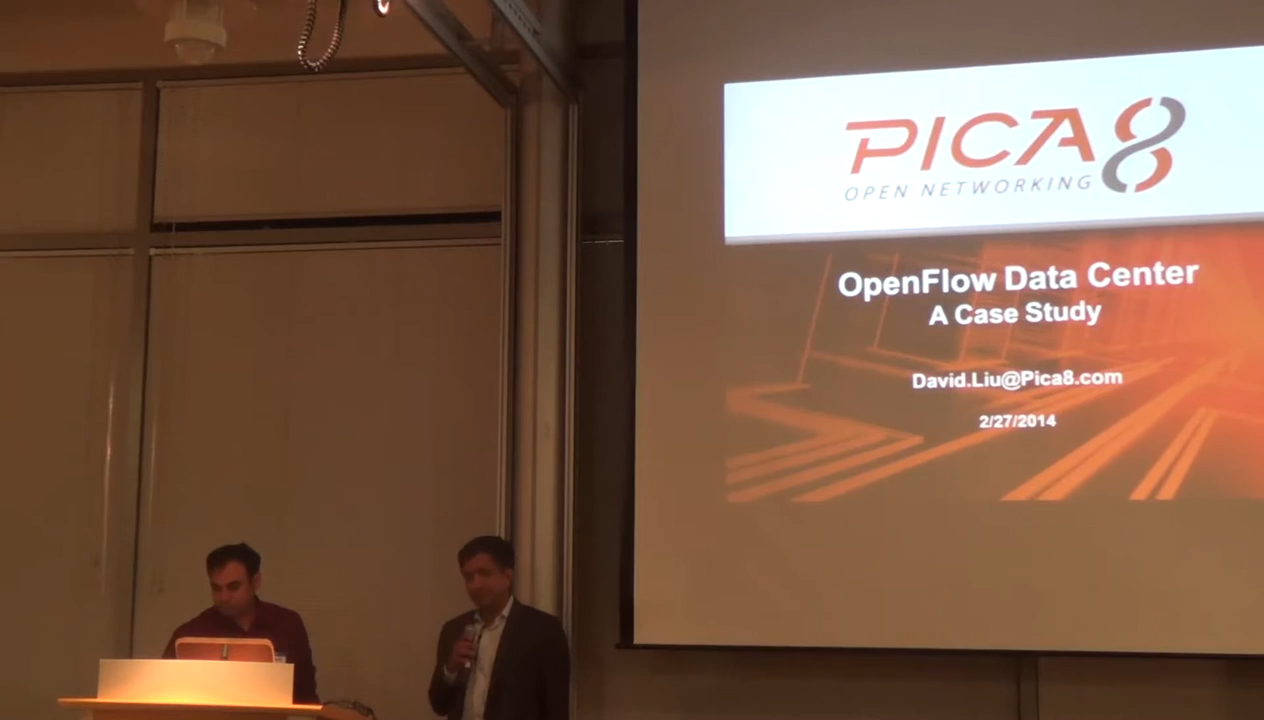 PICA8
OPEN NETWORKING
OpenFlow Data Center
A Case Study
David.Liu@Pica8.com
2/27/2014